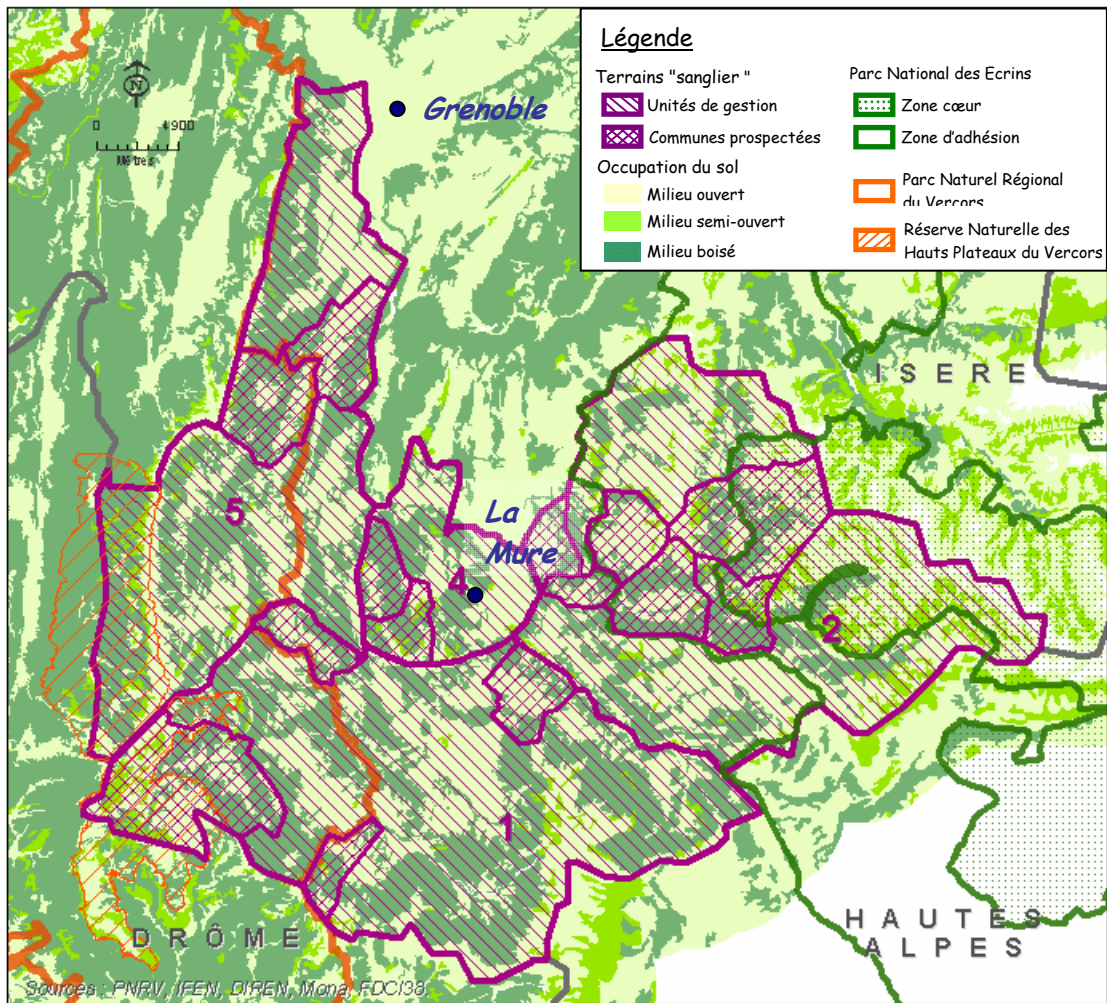 Légende
Terrains "sanglier "
Unités de gestion
Communes prospectées
Occupation du sol
Milieu ouvert
Milieu semi-ouvert
Milieu boisé
Parc National des Ecrins
Zone cœur
Zone d'adhésion
Parc Naturel Régional
du Vercors
Réserve Naturelle des
Hauts Plateaux du Vercors
N
0
Mètres
Grenoble
ISERE
5
La
Mure
4
2
1
HAUTES
ALPES
DRÔME
Sources : PNRV, IFEN, DIREN, Mona, FDCI38.